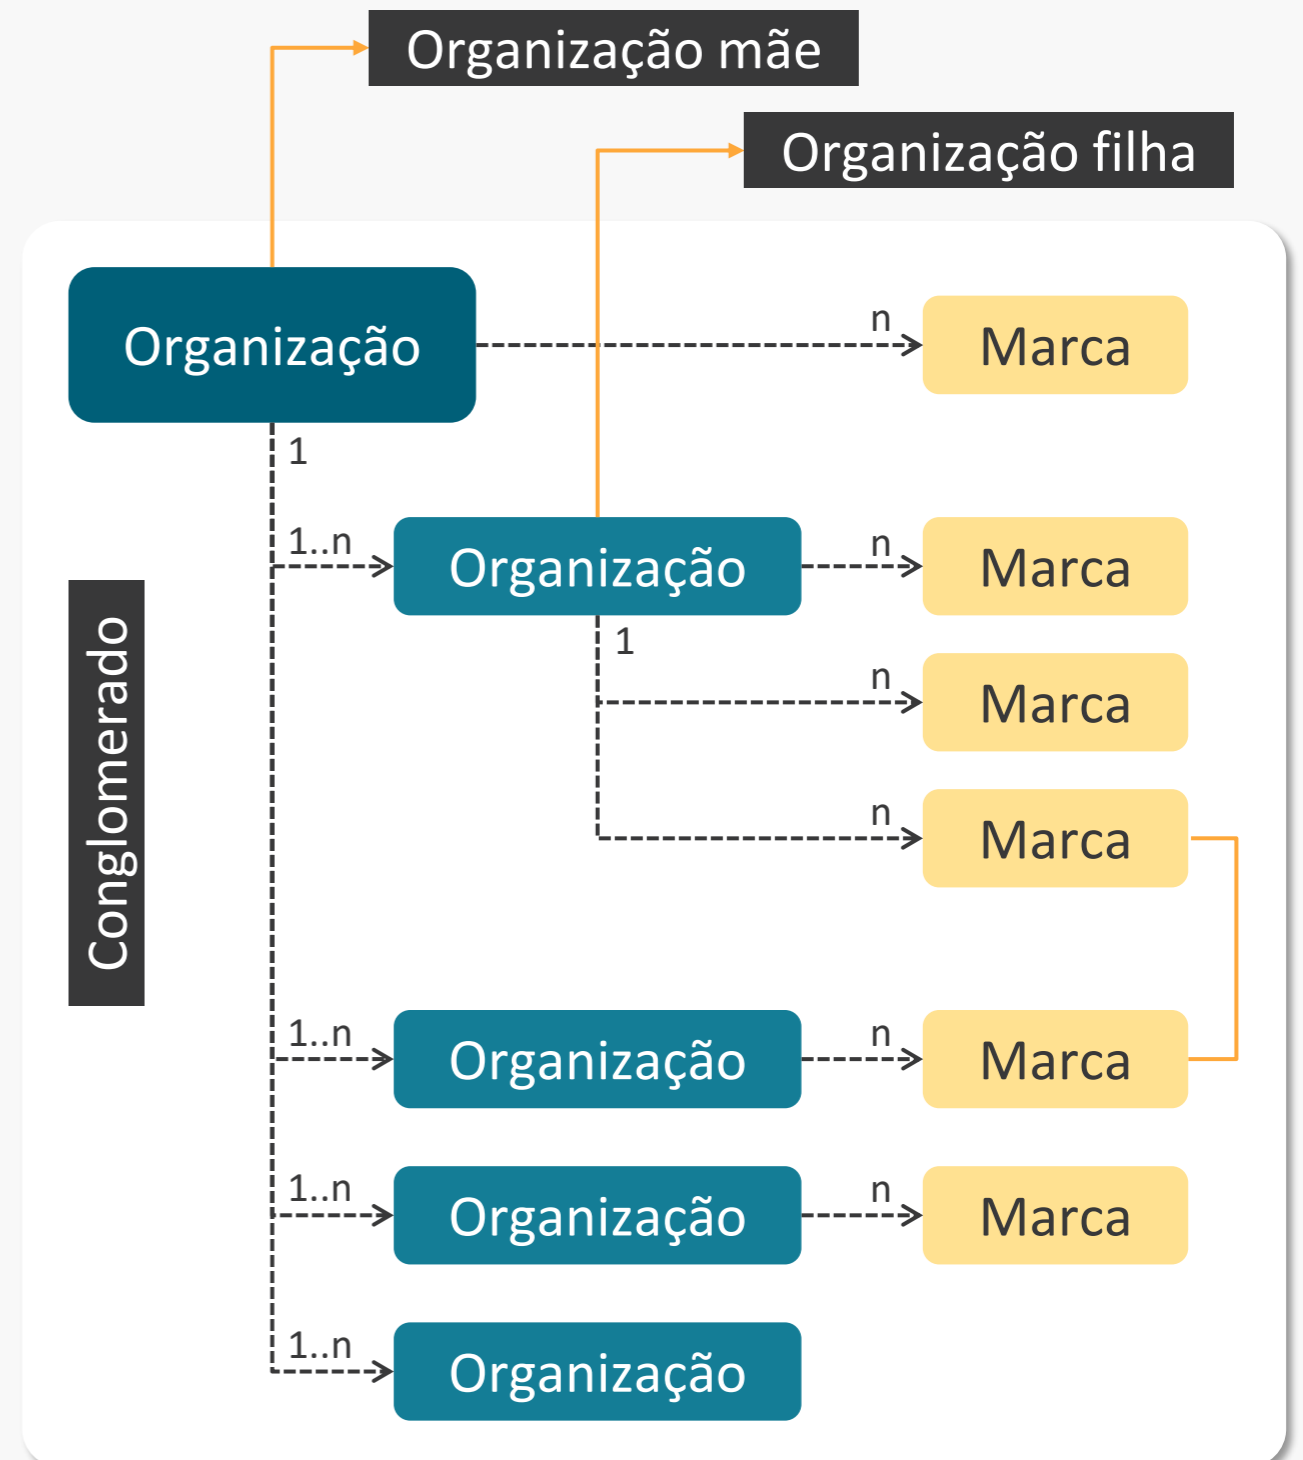 Organização mãe
Organização filha
Organização
n
Marca
1
1..n
Organização
n
Marca
1
n
Marca
n
Marca
Conglomerado
1..n
Organização
n
Marca
1..n
Organização
n
Marca
1..n
Organização